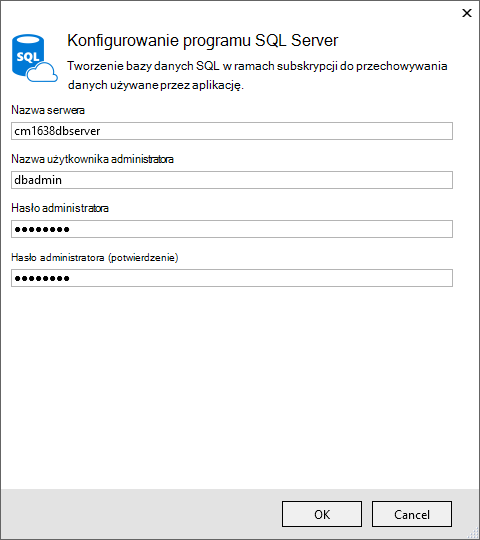 SQL
Konfigurowanie programu SQL Server
Tworzenie bazy danych SQL w ramach subskrypcji do przechowywania
danych używane przez aplikację.
Nazwa serwera
cm1638dbserver
Nazwa użytkownika administratora
dbadmin
Hasło administratora
●●●●●●●●
Hasło administratora (potwierdzenie)
●●●●●●●●
OK
Cancel